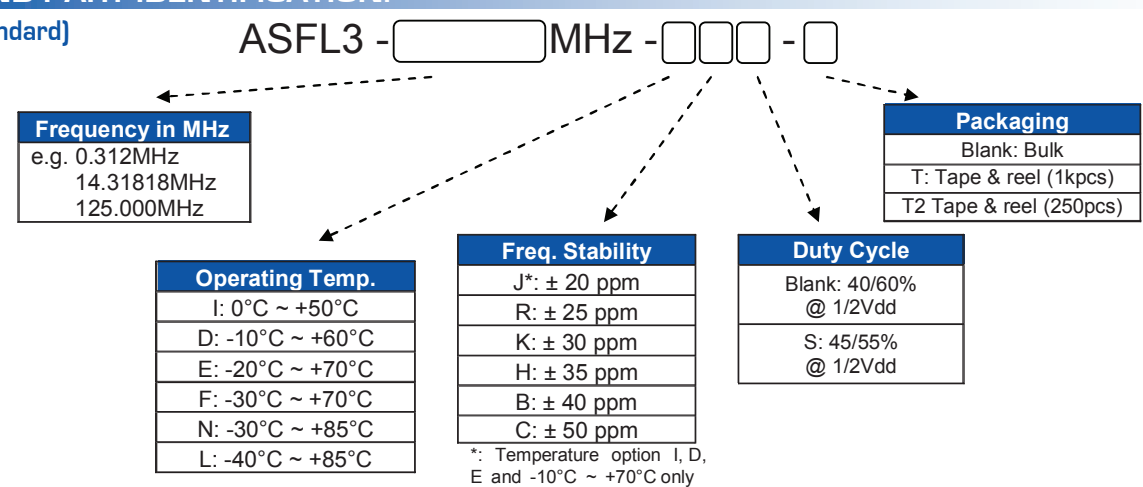 ndard)
ASFL3 - MHz - -
Frequency in MHz
e.g. 0.312MHz
14.31818MHz
125.000MHz
Operating Temp.
I: 0°C ~ +50°C
D: -10°C ~ +60°C
E: -20°C ~ +70°C
F: -30°C ~ +70°C
N: -30°C ~ +85°C
L: -40°C ~ +85°C
Freq. Stability
J*: ± 20 ppm
R: ± 25 ppm
K: ± 30 ppm
H: ± 35 ppm
B: ± 40 ppm
C: ± 50 ppm
*: Temperature option I, D,
E and -10°C ~ +70°C only
Duty Cycle
Blank: 40/60%
@ 1/2Vdd
S: 45/55%
@ 1/2Vdd
Packaging
Blank: Bulk
T: Tape & reel (1kpcs)
T2 Tape & reel (250pcs)